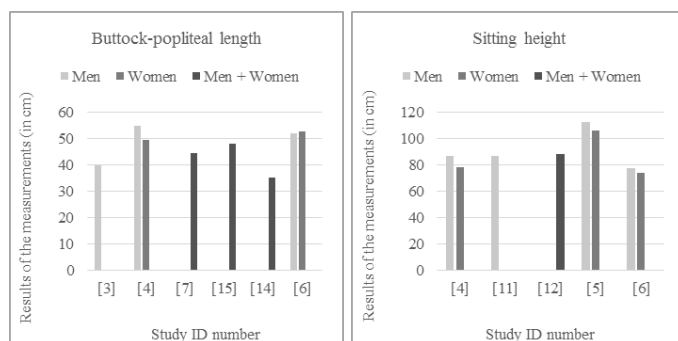 Buttock-popliteal length
Men Women Men + Women
Results of the measurements (in cm)
60
50
40
30
20
10
0
[3] [4] [7] [15] [14] [6]
Study ID number
Sitting height
Men Women Men + Women
Results of the measurements (in cm)
120
100
80
60
40
20
0
[4] [11] [12] [5] [6]
Study ID number